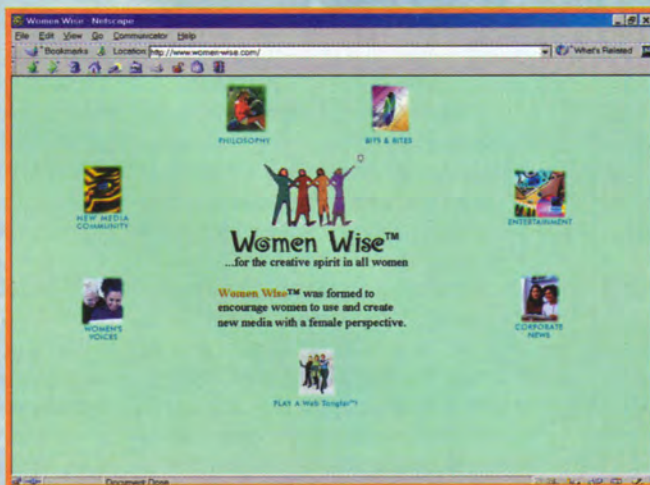 Women Wise - Netscape
File Edit View Go Communicator Help
Bookmarks Location http://www.women-wise.com/ What's Related
PHILOSOPHY
BITS & BITES
NEW MEDIA
COMMUNITY
ENTERTAINMENT
Women Wise™
...for the creative spirit in all women
Women Wise™ was formed to
encourage women to use and create
new media with a female perspective.
WOMEN'S
VOICES
CORPORATE
NEWS
PLAY A Web Tangler™?
Document Done